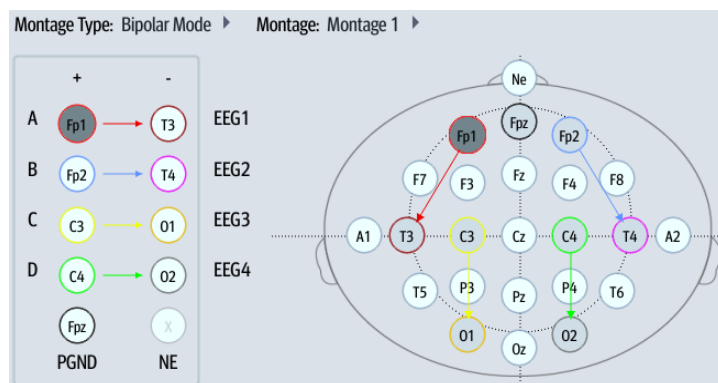 Montage Type: Bipolar Mode Montage: Montage 1
+ -
A Fp1 T3 EEG1
B Fp2 T4 EEG2
C C3 O1 EEG3
D C4 O2 EEG4
Fpz X
PGND NE
Ne
Fp1 Fpz Fp2
F7 F3 Fz F4 F8
A1 T3 C3 Cz C4 T4 A2
T5 P3 Pz P4 T6
O1 Oz O2